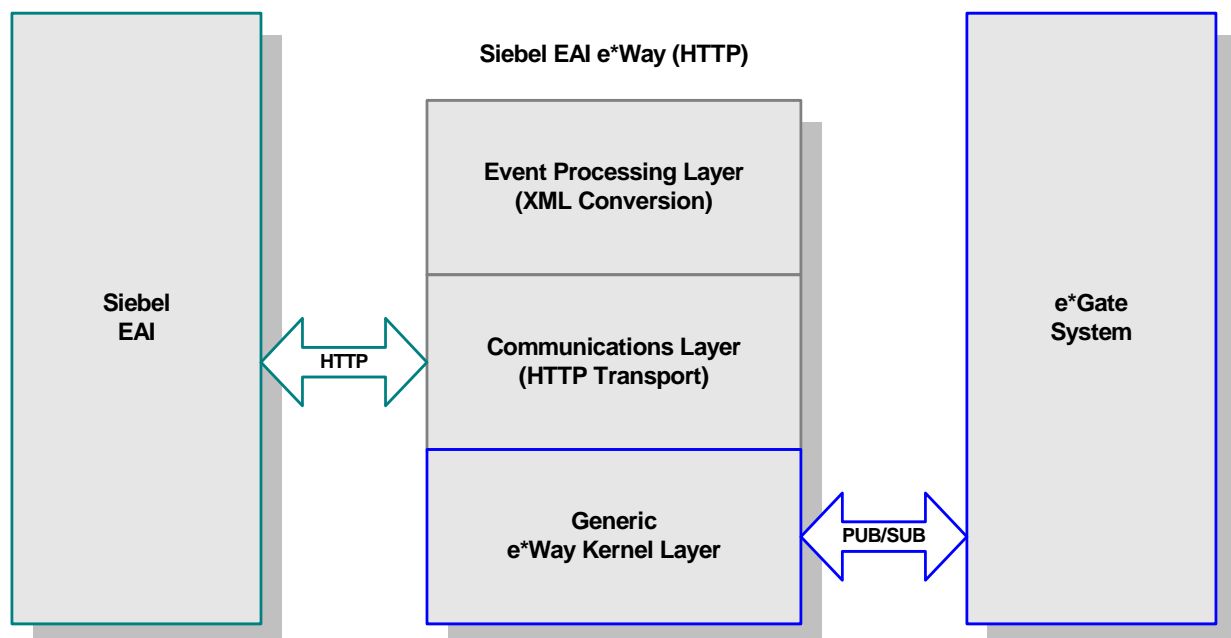 Siebel EAI e*Way (HTTP)
Event Processing Layer
(XML Conversion)
Siebel
EAI
e*Gate
System
Communications Layer
(HTTP Transport)
HTTP
Generic
e*Way Kernel Layer
PUB/SUB